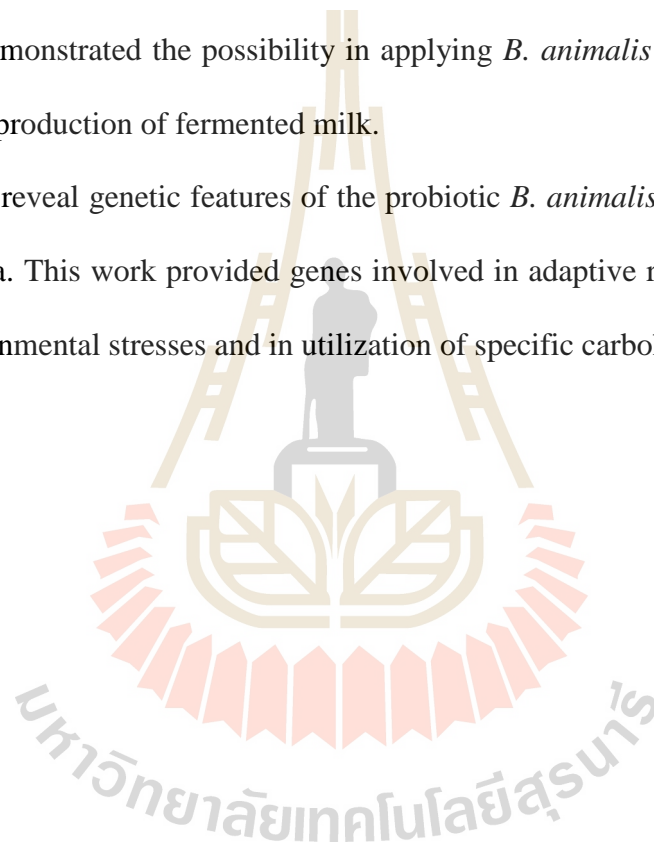 monstrated the possibility in applying B. animalis
production of fermented milk.
reveal genetic features of the probiotic B. animalis
a. This work provided genes involved in adaptive r
nmental stresses and in utilization of specific carbol
มหาวิทยาลัยเทคโนโลยีสุรนารี